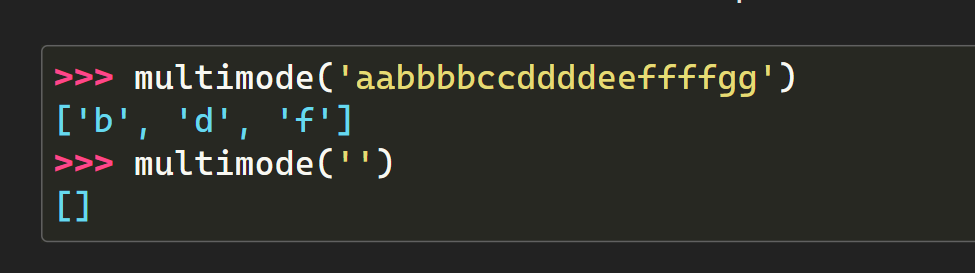 >>> multimode('aabbbbccddddeeffffgg')
['b', 'd', 'f']
>>> multimode('')
[]